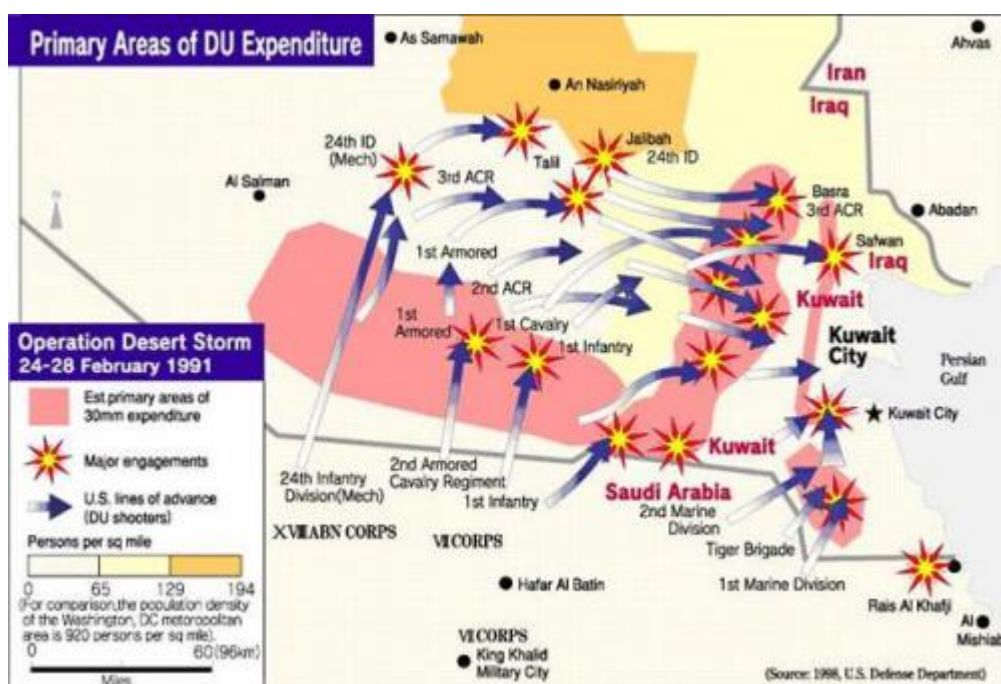 Primary Areas of DU Expenditure
As Samawah
Ahvas
An Nasiriyah
Iran
Iraq
24th ID
(Mech)
Talil
Jalibah
24th ID
3rd ACR
Al Salman
Basra
3rd ACR
Abadan
1st Armored
Safwan
Iraq
2nd ACR
Kuwait
1st
Armored
1st Cavalry
1st Infantry
Kuwait
City
Persian
Gulf
Kuwait City
Kuwait
Saudi Arabia
24th Infantry
Division(Mech)
2nd Armored
Cavalry Regiment
1st Infantry
2nd Marine
Division
XVIIIABN CORPS
VII CORPS
Tiger Brigade
1st Marine Division
Hafar Al Batin
Rais Al Khafji
Al
Mishiab
VII CORPS
King Khalid
Military City
(Source: 1998, U.S. Defense Department)
Operation Desert Storm
24-28 February 1991
Est.primary areas of
30mm expenditure
Major engagements
U.S. lines of advance
(DU shooters)
Persons per sq mile
0 65 129 194
(For comparison,the population density
of the Washington, DC metoropolitan
area is 920 persons per sq mile).
0 60(96km)
Miles
N